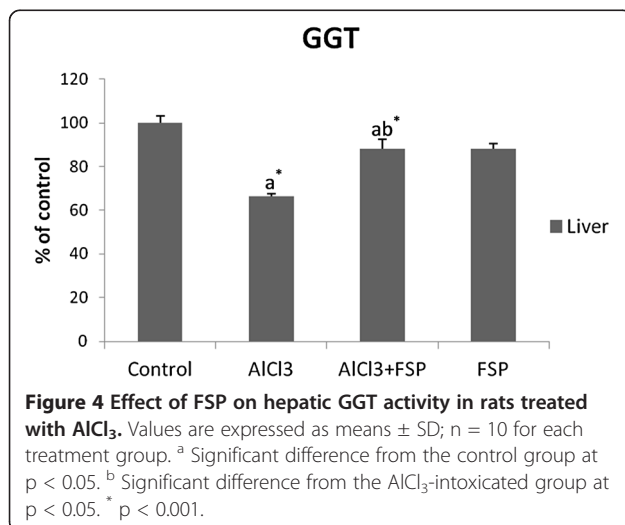 GGT
120
100
80
60
40
20
0
% of control
a*
ab*
Liver
Control AlCl3 AlCl3+FSP FSP
Figure 4 Effect of FSP on hepatic GGT activity in rats treated
with AlCl₃. Values are expressed as means ± SD; n = 10 for each
treatment group. ᵃ Significant difference from the control group at
p < 0.05. ᵇ Significant difference from the AlCl₃-intoxicated group at
p < 0.05. * p < 0.001.